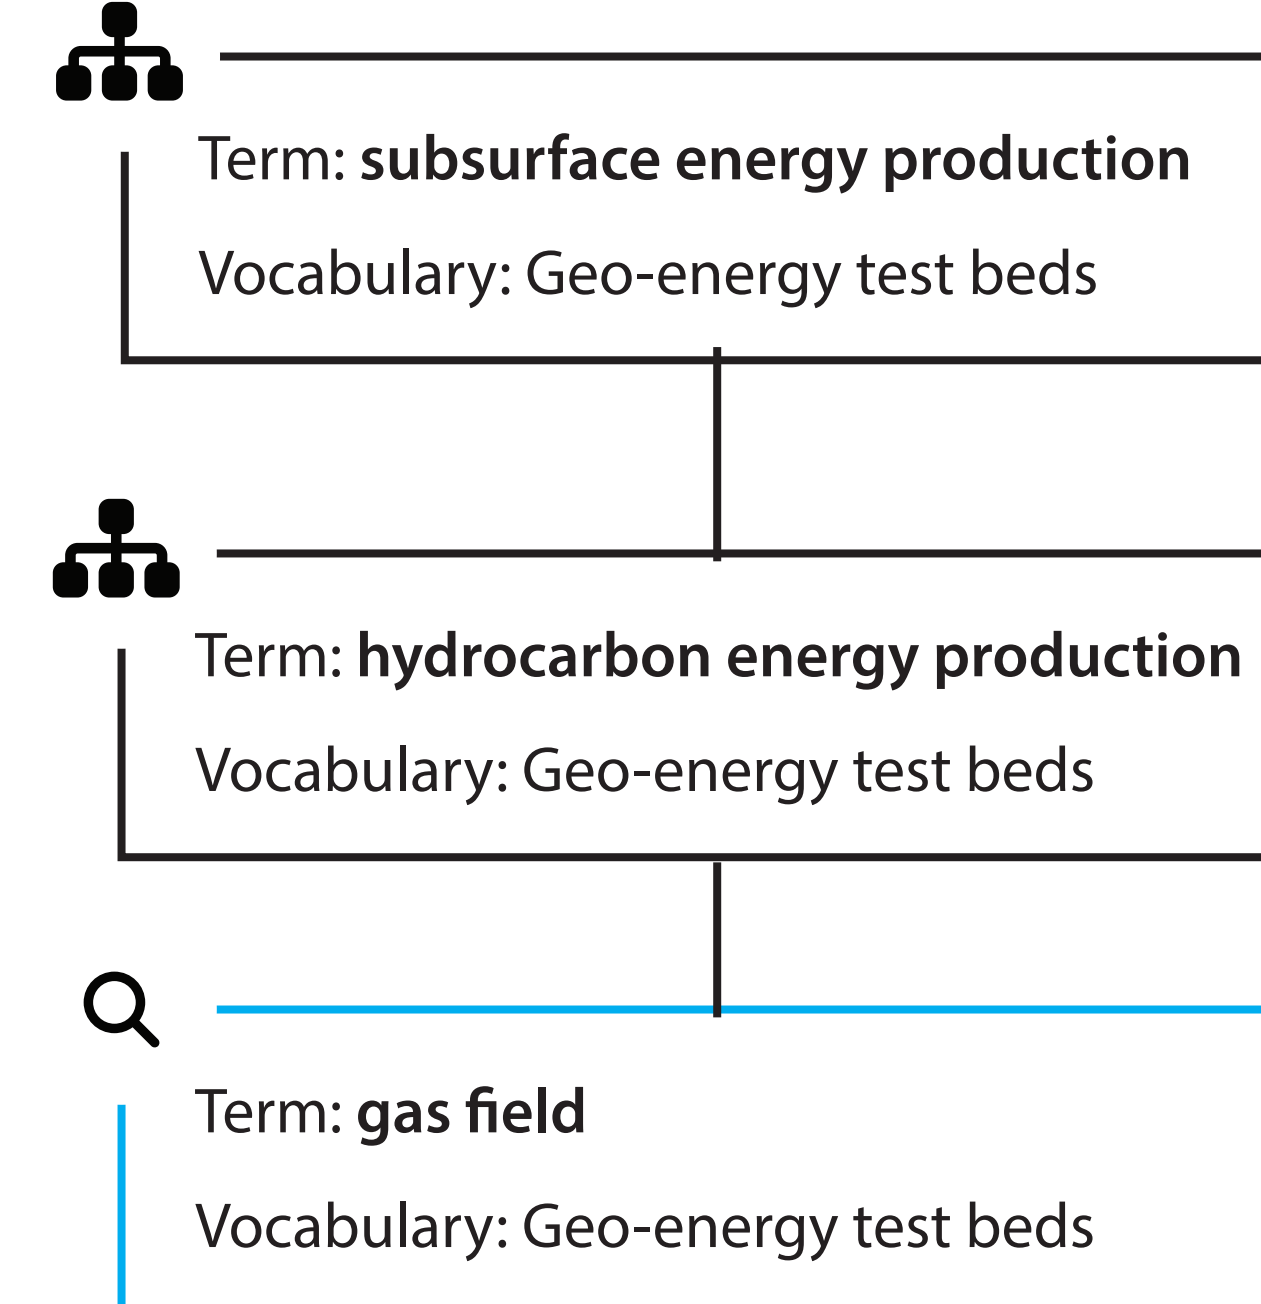 Term: subsurface energy production
Vocabulary: Geo-energy test beds
Term: hydrocarbon energy production
Vocabulary: Geo-energy test beds
Term: gas field
Vocabulary: Geo-energy test beds